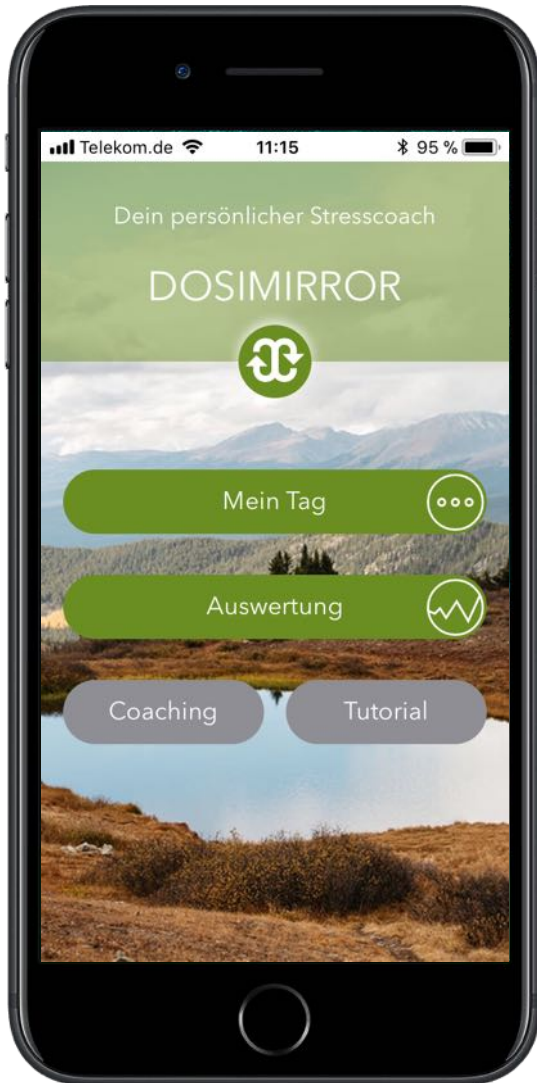 Telekom.de 11:15 95 %
Dein persönlicher Stresscoach
DOSIMIRROR
Mein Tag
Auswertung
Coaching Tutorial